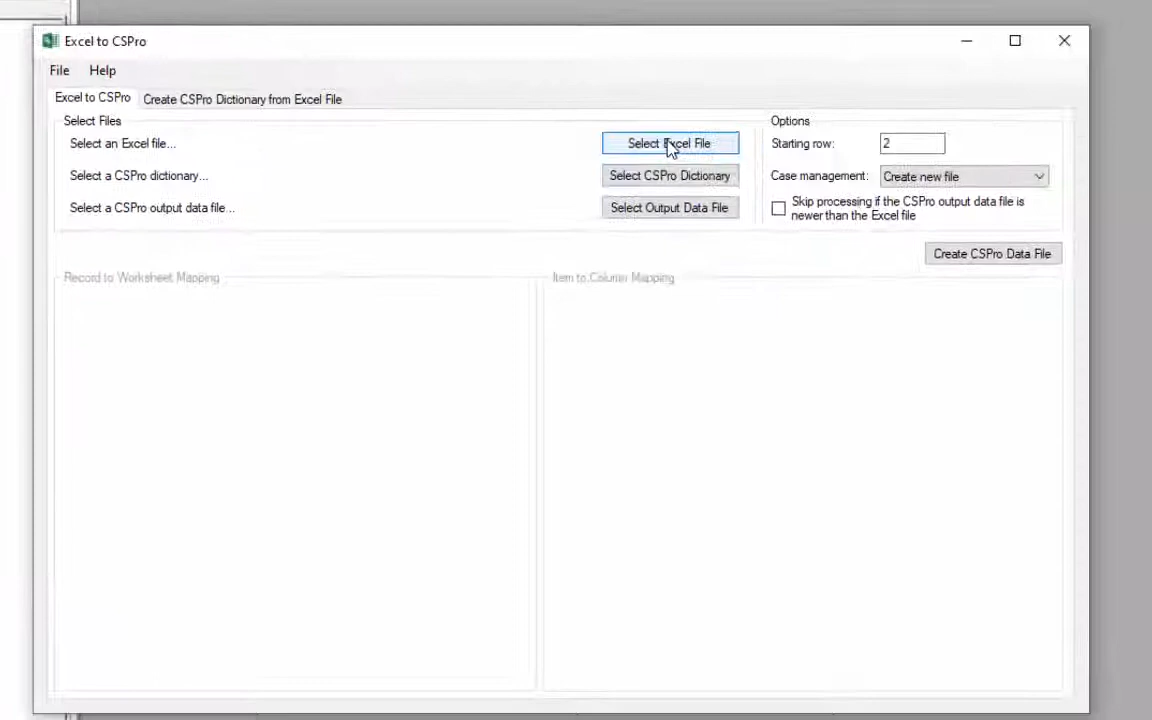 Excel to CSPro
File Help
Excel to CSPro Create CSPro Dictionary from Excel File
Select Files
Select an Excel file... Select Excel File
Select a CSPro dictionary... Select CSPro Dictionary
Select a CSPro output data file... Select Output Data File
Options
Starting row: 2
Case management: Create new file
Skip processing if the CSPro output data file is
newer than the Excel file
Create CSPro Data File
Record to Worksheet Mapping
Item to Column Mapping